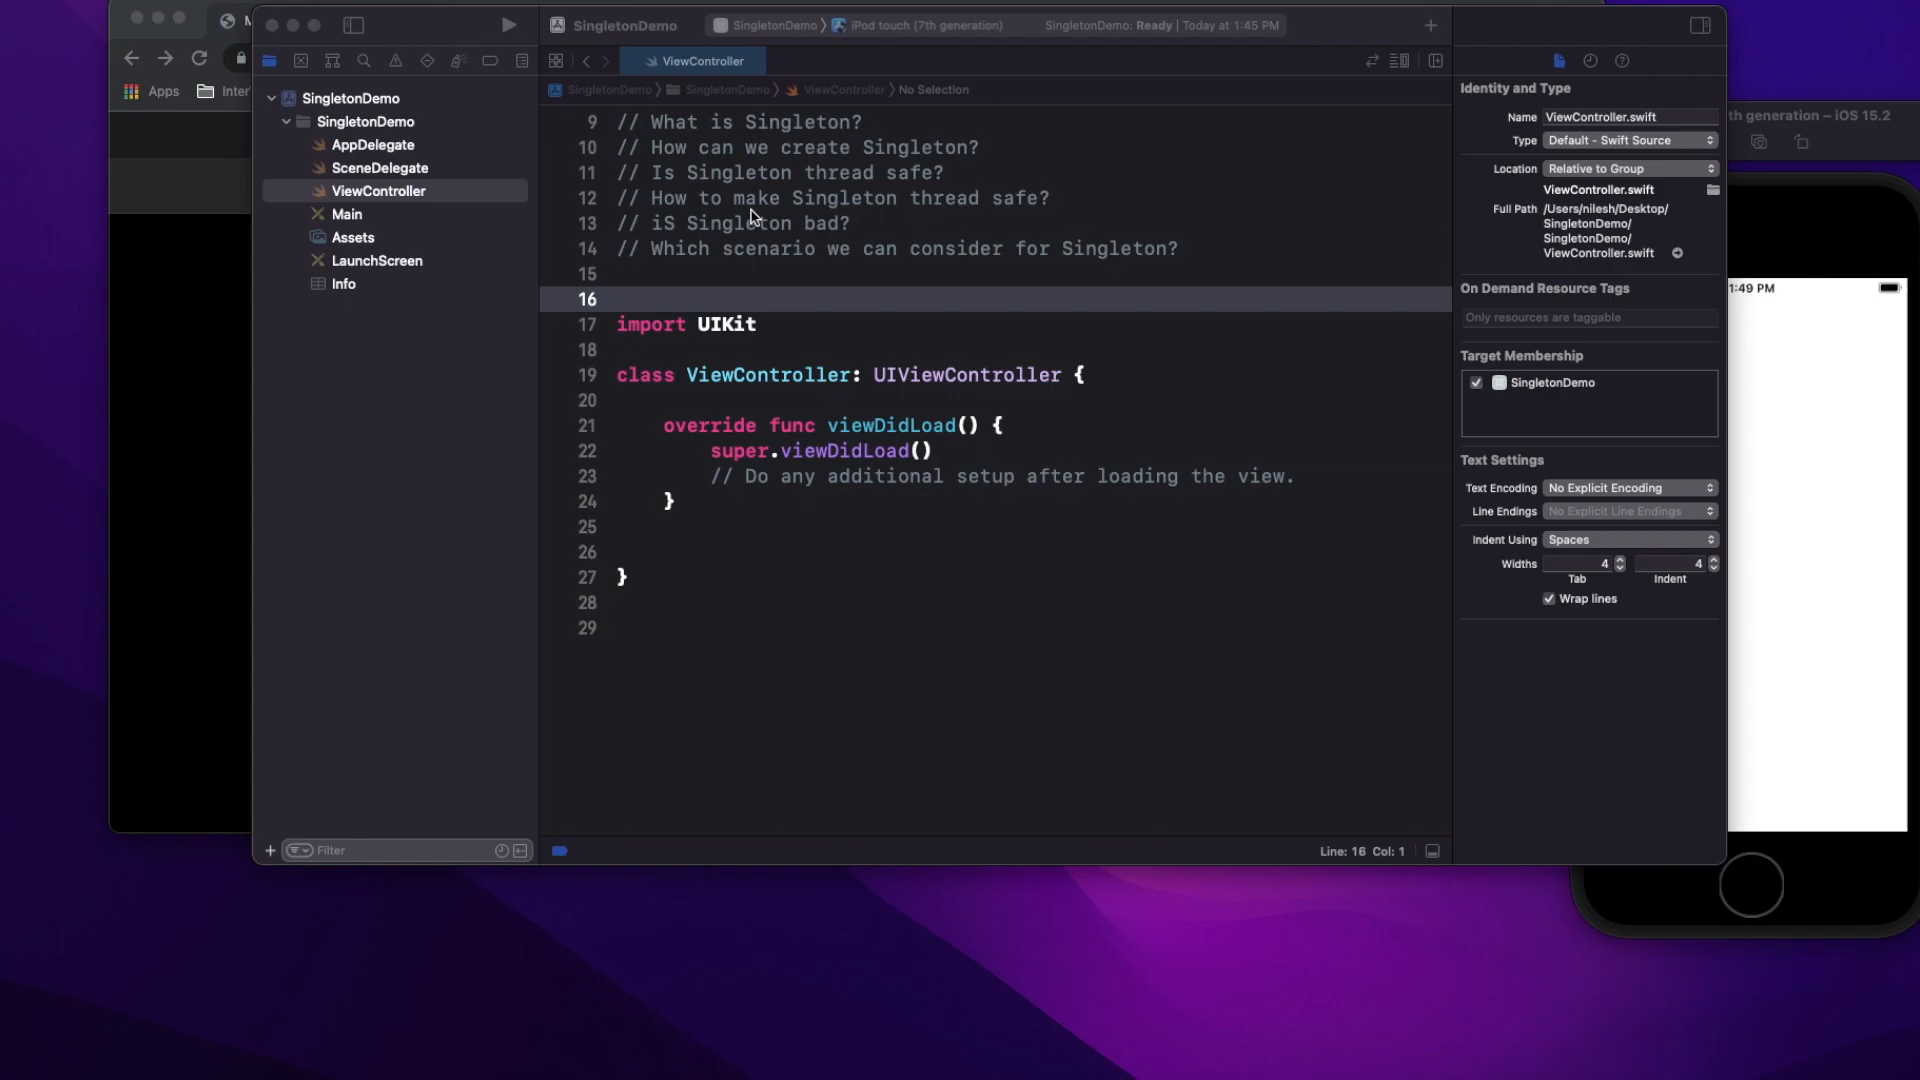 SingletonDemo
SingletonDemo
iPod touch (7th generation)
SingletonDemo: Ready | Today at 1:45 PM
ViewController
SingletonDemo
SingletonDemo
ViewController
No Selection
Apps
Inter
SingletonDemo
SingletonDemo
AppDelegate
SceneDelegate
ViewController
Main
Assets
LaunchScreen
Info
9 // What is Singleton?
10 // How can we create Singleton?
11 // Is Singleton thread safe?
12 // How to make Singleton thread safe?
13 // iS Singleton bad?
14 // Which scenario we can consider for Singleton?
15
16
17 import UIKit
18
19 class ViewController: UIViewController {
20
21 override func viewDidLoad() {
22 super.viewDidLoad()
23 // Do any additional setup after loading the view.
24 }
25
26
27 }
28
29
Filter
Line: 16 Col: 1
Identity and Type
Name ViewController.swift
Type Default - Swift Source
Location Relative to Group
ViewController.swift
Full Path /Users/nilesh/Desktop/
SingletonDemo/
SingletonDemo/
ViewController.swift
On Demand Resource Tags
Only resources are taggable
Target Membership
SingletonDemo
Text Settings
Text Encoding No Explicit Encoding
Line Endings No Explicit Line Endings
Indent Using Spaces
Widths 4 4
Tab Indent
Wrap lines
th generation – iOS 15.2
1:49 PM